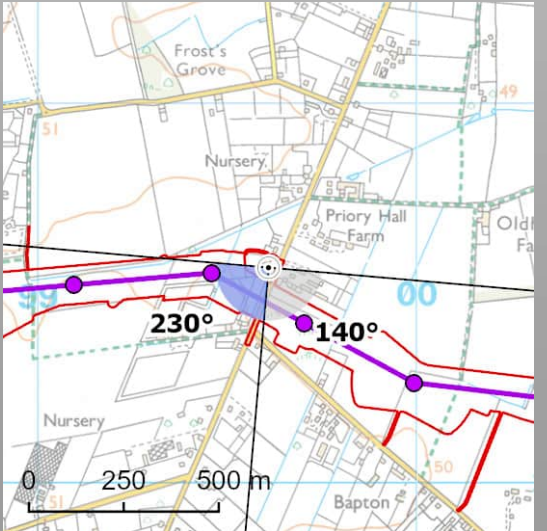 Frost's
Grove
49
51
Nursery
Priory Hall
Farm
Oldf
Fa
e
99
00
230°
140°
Nursery
0 250 500 m
50
51
Bapton